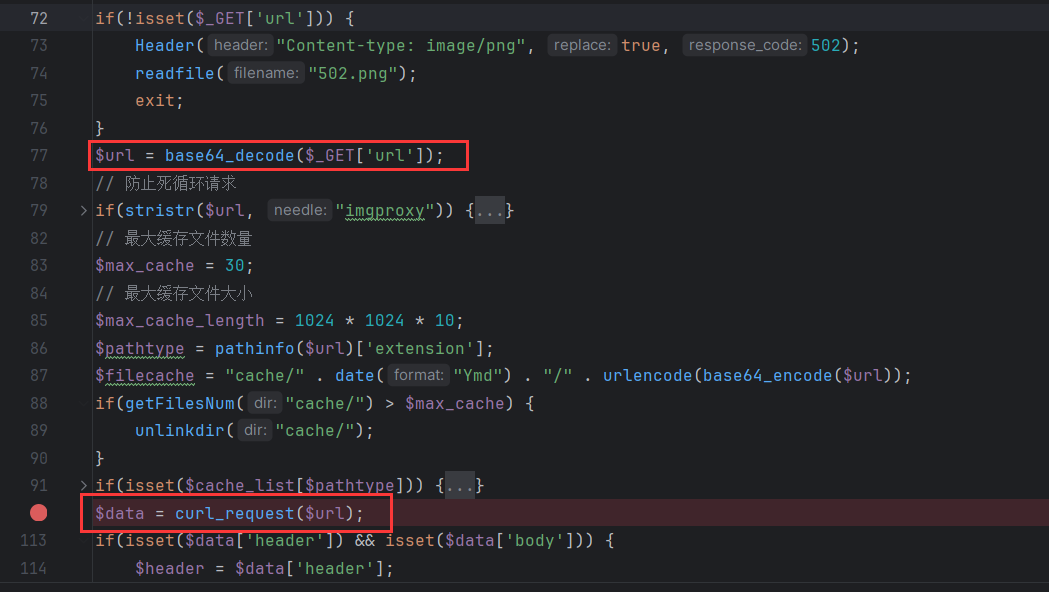 72 if(!isset($_GET['url'])) {
73 Header( header: "Content-type: image/png", replace: true, response_code: 502);
74 readfile( filename: "502.png");
75 exit;
76 }
77 $url = base64_decode($_GET['url']);
78 // 防止死循环请求
79 if(stristr($url, needle: "imgproxy")) {...}
82 // 最大缓存文件数量
83 $max_cache = 30;
84 // 最大缓存文件大小
85 $max_cache_length = 1024 * 1024 * 10;
86 $pathtype = pathinfo($url)['extension'];
87 $filecache = "cache/" . date( format: "Ymd") . "/" . urlencode(base64_encode($url));
88 if(getFilesNum( dir: "cache/") > $max_cache) {
89 unlinkdir( dir: "cache/");
90 }
91 if(isset($cache_list[$pathtype])) {...}
$data = curl_request($url);
113 if(isset($data['header']) && isset($data['body'])) {
114 $header = $data['header'];